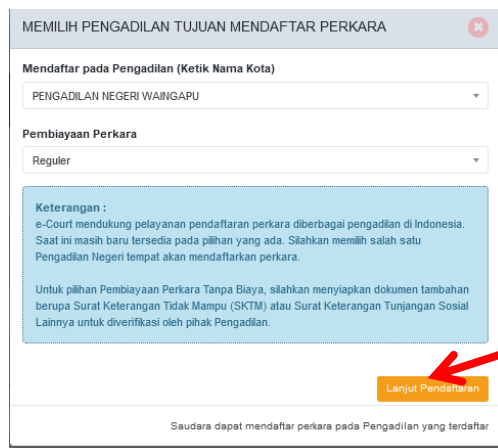 MEMILIH PENGADILAN TUJUAN MENDAFTAR PERKARA
Mendaftar pada Pengadilan (Ketik Nama Kota)
PENGADILAN NEGERI WAINGAPU
Pembiayaan Perkara
Reguler
Keterangan :
e-Court mendukung pelayanan pendaftaran perkara diberbagai pengadilan di Indonesia.
Saat ini masih baru tersedia pada pilihan yang ada. Silahkan memilih salah satu
Pengadilan Negeri tempat akan mendaftarkan perkara.
Untuk pilihan Pembiayaan Perkara Tanpa Biaya, silahkan menyiapkan dokumen tambahan
berupa Surat Keterangan Tidak Mampu (SKTM) atau Surat Keterangan Tunjangan Sosial
Lainnya untuk diverifikasi oleh pihak Pengadilan.
Lanjut Pendaftaran
Saudara dapat mendaftar perkara pada Pengadilan yang terdaftar